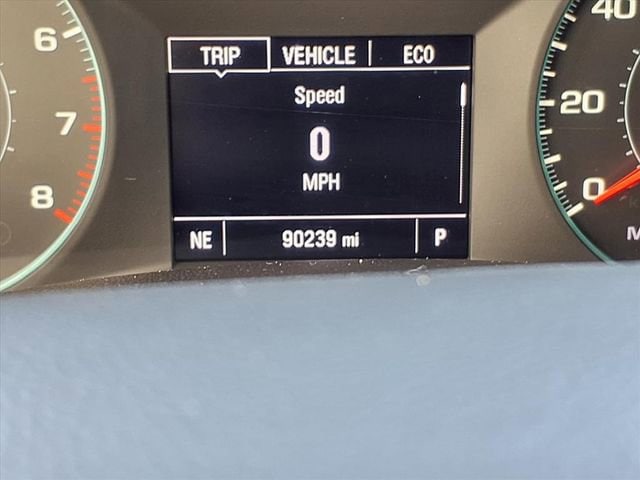 6
7
8
TRIP VEHICLE ECO
Speed
0
MPH
NE 90239 mi P
40
20
0
M